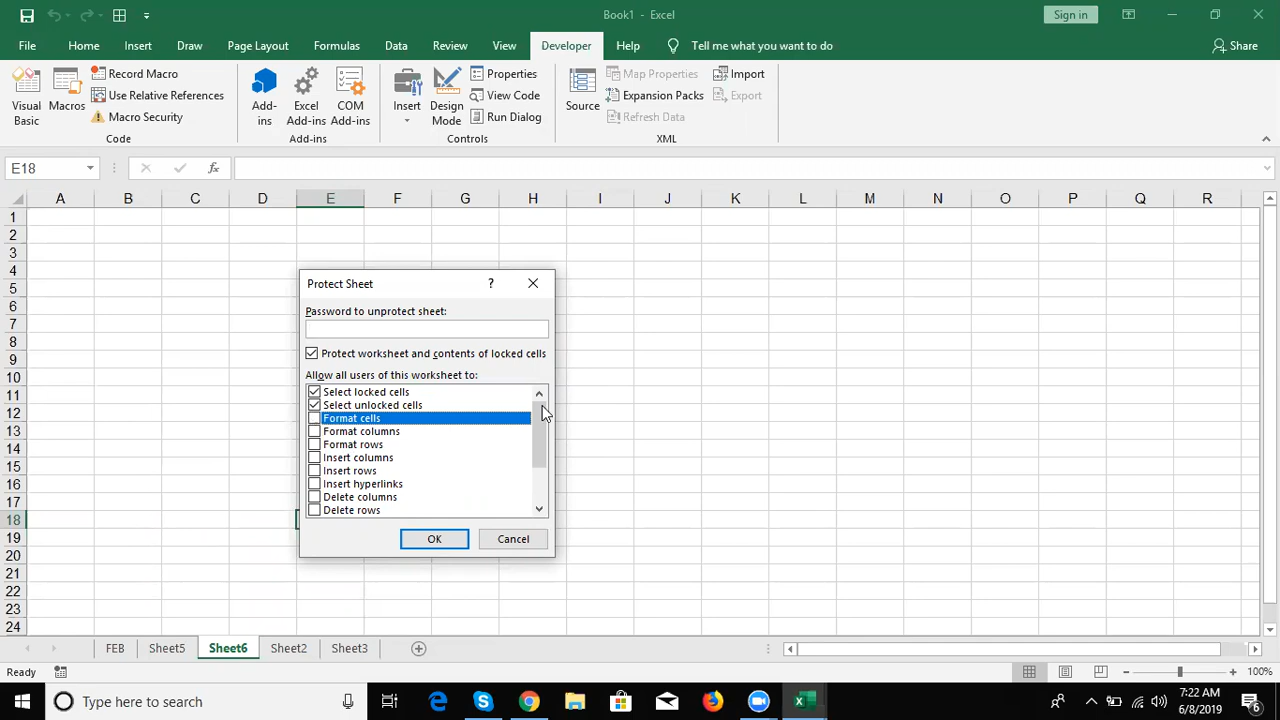 Book1 - Excel
Sign in
File Home Insert Draw Page Layout Formulas Data Review View Developer Help Tell me what you want to do Share
Visual Basic
Macros
Record Macro
Use Relative References
Macro Security
Code
Add-ins
Excel Add-ins
COM Add-ins
Add-ins
Insert
Design Mode
Properties
View Code
Run Dialog
Controls
Source
Map Properties
Expansion Packs
Refresh Data
Import
Export
XML
E18
fx
A B C D E F G H I J K L M N O P Q R
1
2
3
4
5
6
7
8
9
10
11
12
13
14
15
16
17
18
19
20
21
22
23
24
Protect Sheet ?
Password to unprotect sheet:
Protect worksheet and contents of locked cells
Allow all users of this worksheet to:
Select locked cells
Select unlocked cells
Format cells
Format columns
Format rows
Insert columns
Insert rows
Insert hyperlinks
Delete columns
Delete rows
OK Cancel
FEB Sheet5 Sheet6 Sheet2 Sheet3
Ready
100%
Type here to search
7:22 AM
6/8/2019
6